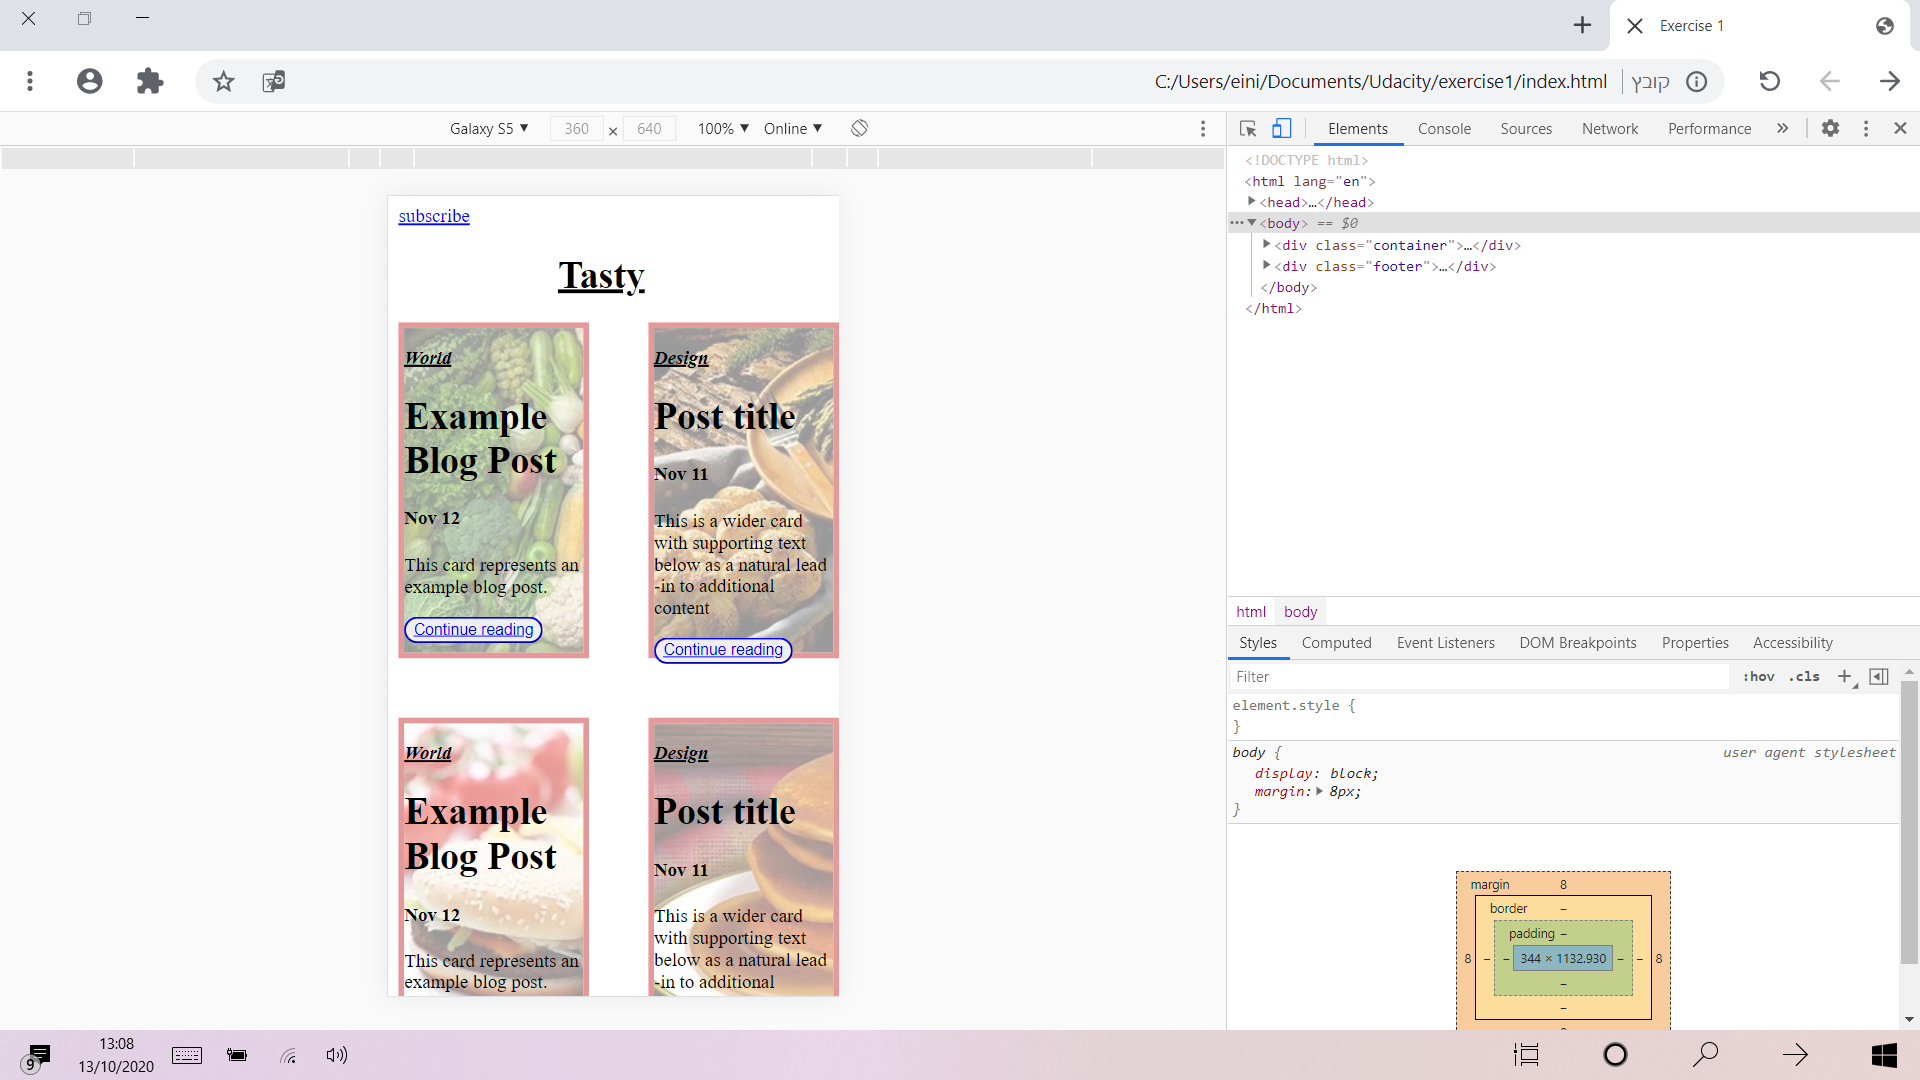 Exercise 1
C:/Users/eini/Documents/Udacity/exercise1/index.html
קובץ
Galaxy S5 ▼ 360 × 640 100% ▼ Online ▼
Elements Console Sources Network Performance »
<!DOCTYPE html>
<html lang="en">
<head>…</head>
<body> == $0
<div class="container">…</div>
<div class="footer">…</div>
</body>
</html>
subscribe
Tasty
World
Example
Blog Post
Nov 12
This card represents an
example blog post.
Continue reading
Design
Post title
Nov 11
This is a wider card
with supporting text
below as a natural lead
-in to additional
content
Continue reading
World
Example
Blog Post
Nov 12
This card represents an
example blog post.
Design
Post title
Nov 11
This is a wider card
with supporting text
below as a natural lead
-in to additional
html body
Styles Computed Event Listeners DOM Breakpoints Properties Accessibility
Filter :hov .cls +
element.style {
}
body { user agent stylesheet
display: block;
margin: 8px;
}
margin 8
border –
padding –
8 – – 344 × 1132.930 – – 8
–
–
9
13:08
13/10/2020